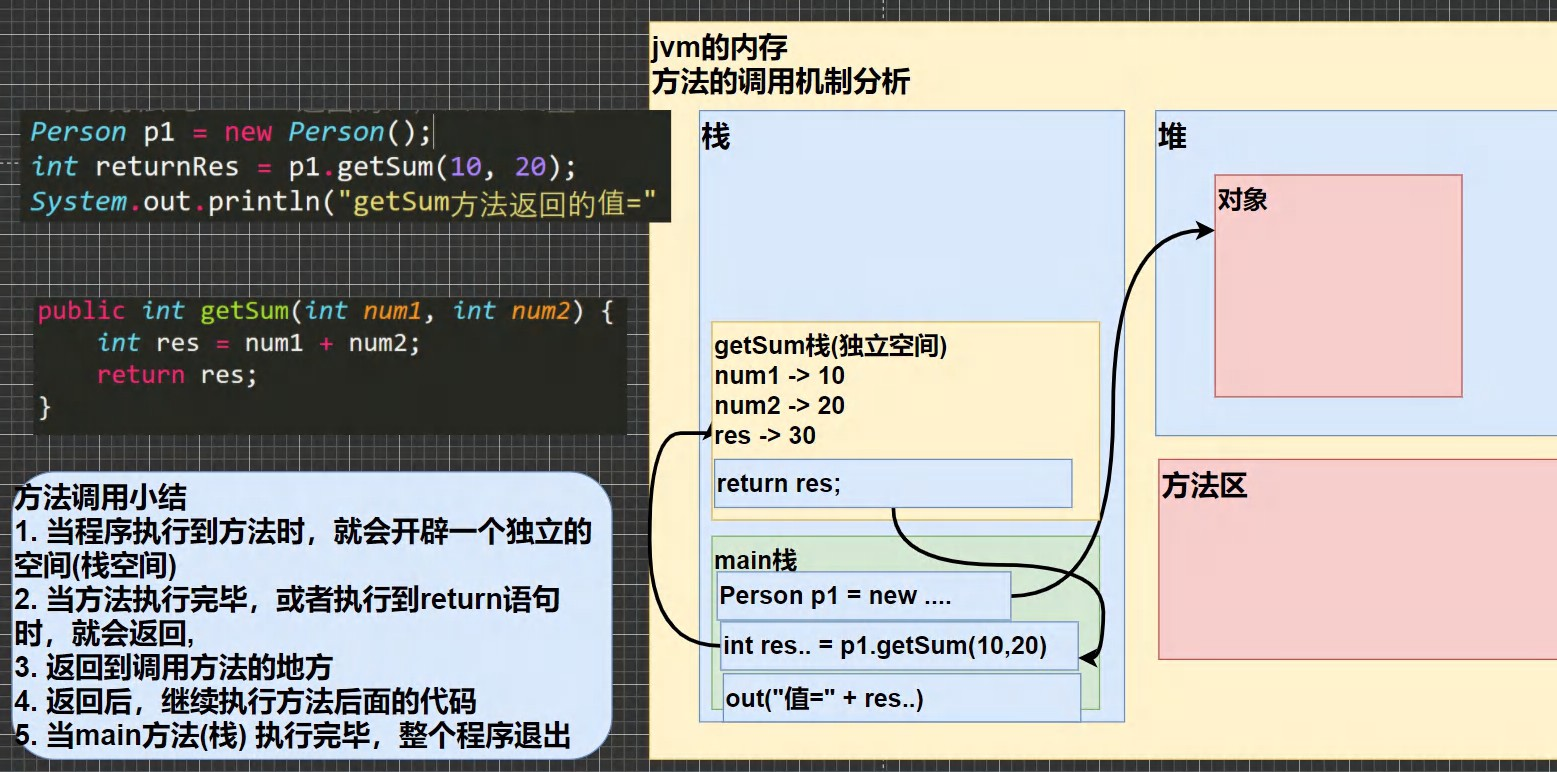 Person p1 = new Person();
int returnRes = p1.getSum(10, 20);
System.out.println("getSum方法返回的值="
public int getSum(int num1, int num2) {
int res = num1 + num2;
return res;
}
方法调用小结
1. 当程序执行到方法时，就会开辟一个独立的
空间(栈空间)
2. 当方法执行完毕，或者执行到return语句
时，就会返回,
3. 返回到调用方法的地方
4. 返回后，继续执行方法后面的代码
5. 当main方法(栈) 执行完毕，整个程序退出
jvm的内存
方法的调用机制分析
栈
getSum栈(独立空间)
num1 -> 10
num2 -> 20
res -> 30
return res;
main栈
Person p1 = new ....
int res.. = p1.getSum(10,20)
out("值=" + res..)
堆
对象
方法区